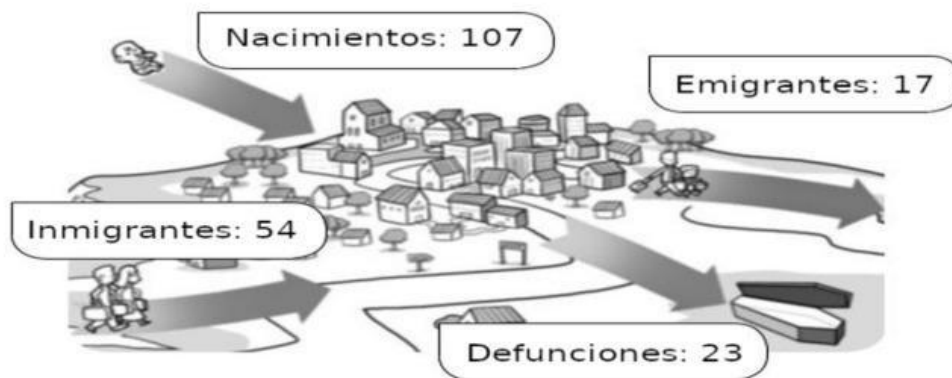 Nacimientos: 107
Emigrantes: 17
Inmigrantes: 54
Defunciones: 23